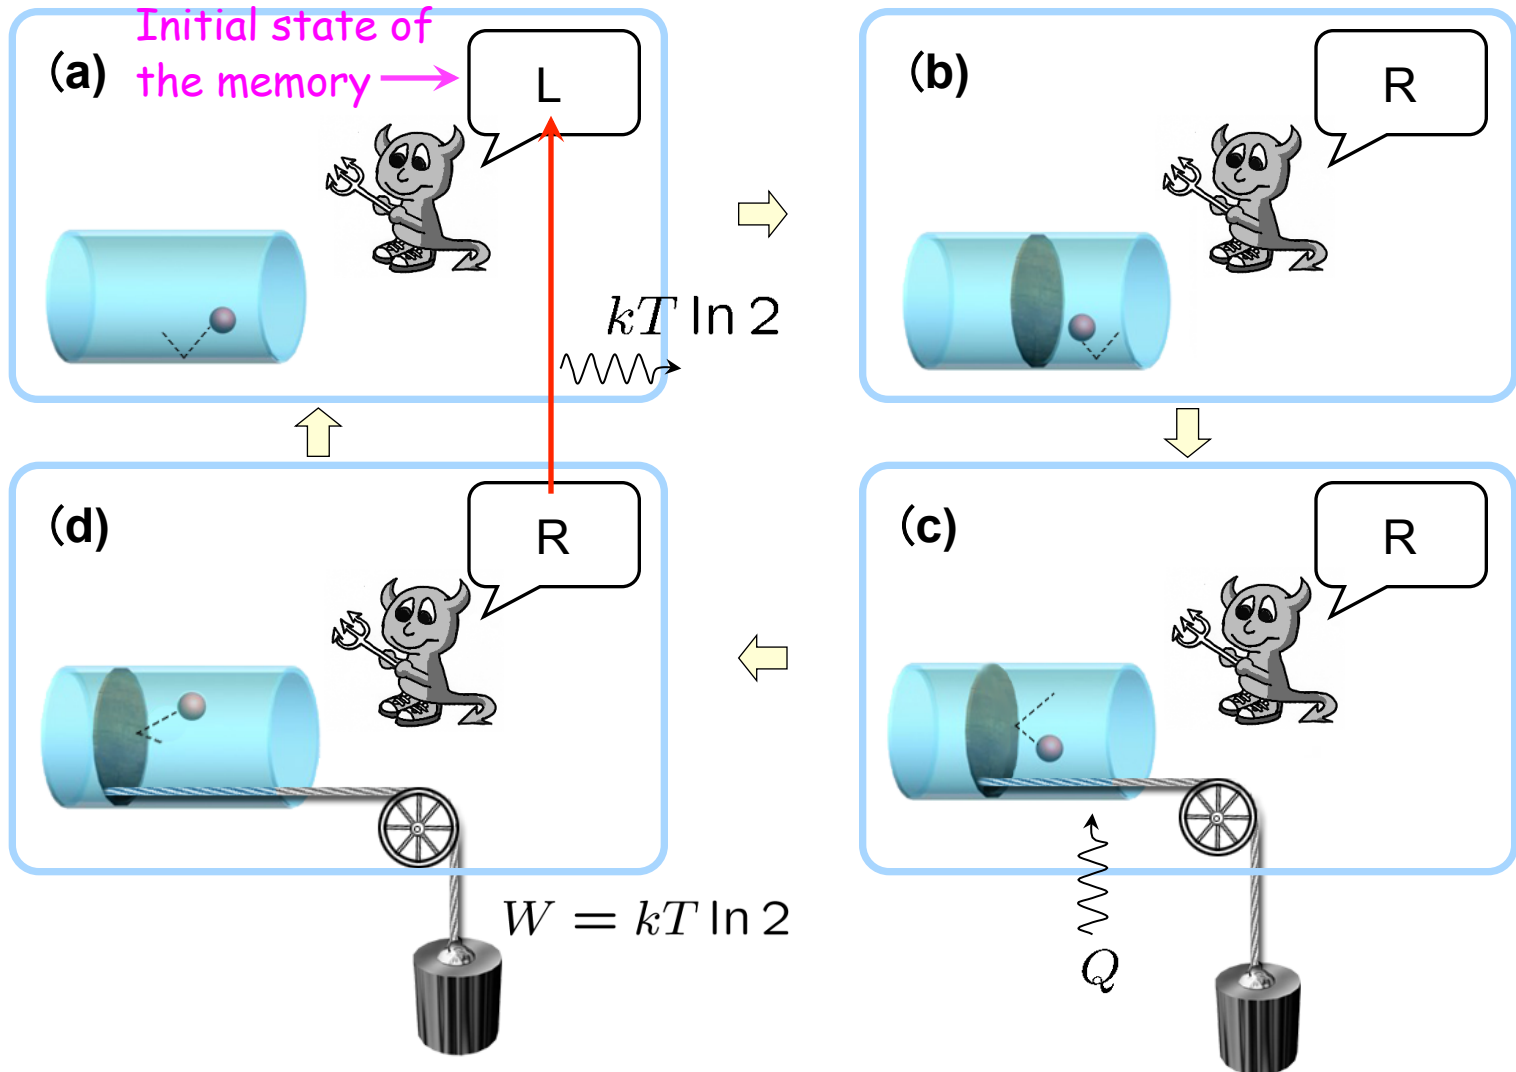 Initial state of
(a) the memory
L
(b)
R
kT ln 2
(d)
R
(c)
R
W = kT ln 2
Q